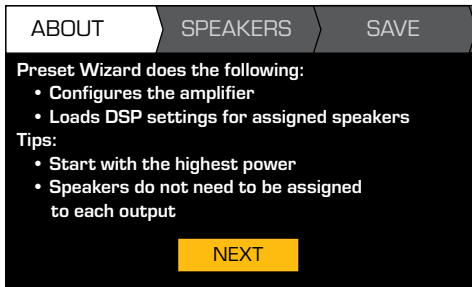 ABOUT
SPEAKERS
SAVE
Preset Wizard does the following:
• Configures the amplifier
• Loads DSP settings for assigned speakers
Tips:
• Start with the highest power
• Speakers do not need to be assigned
to each output
NEXT